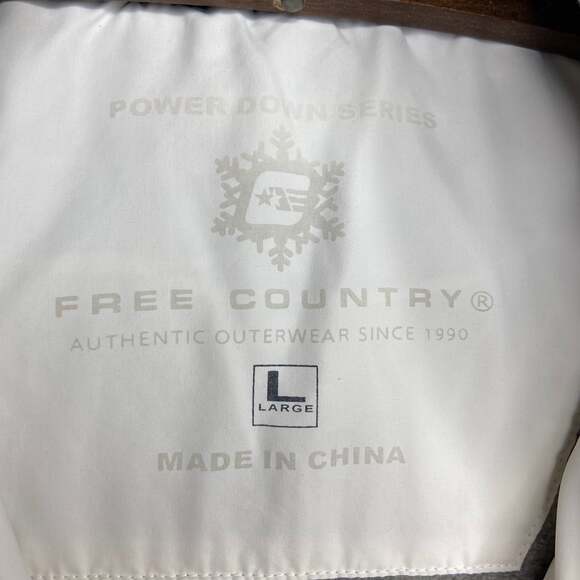 POWER DOWN SERIES
FREE COUNTRY®
AUTHENTIC OUTERWEAR SINCE 1990
L
LARGE
MADE IN CHINA